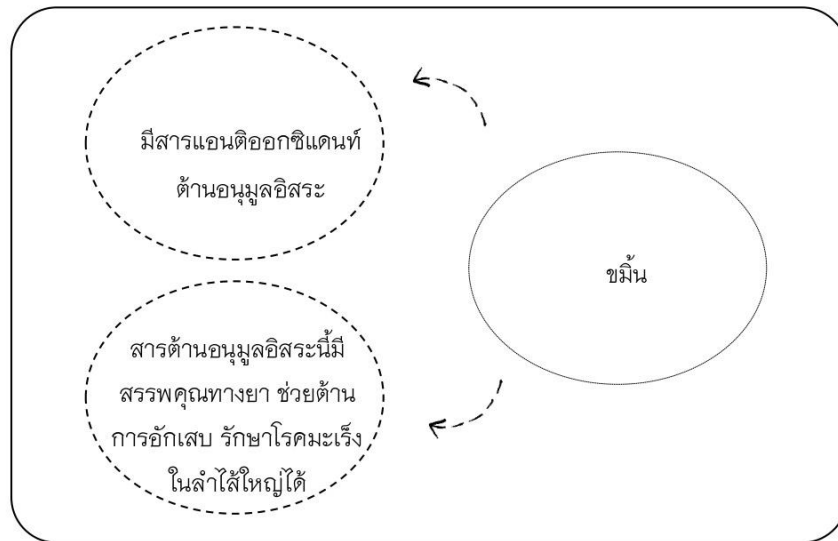 มีสารแอนติออกซิแดนท์
ต้านอนุมูลอิสระ
ขมิ้น
สารต้านอนุมูลอิสระนี้มี
สรรพคุณทางยา ช่วยต้าน
การอักเสบ รักษาโรคมะเร็ง
ในลำไส้ใหญ่ได้